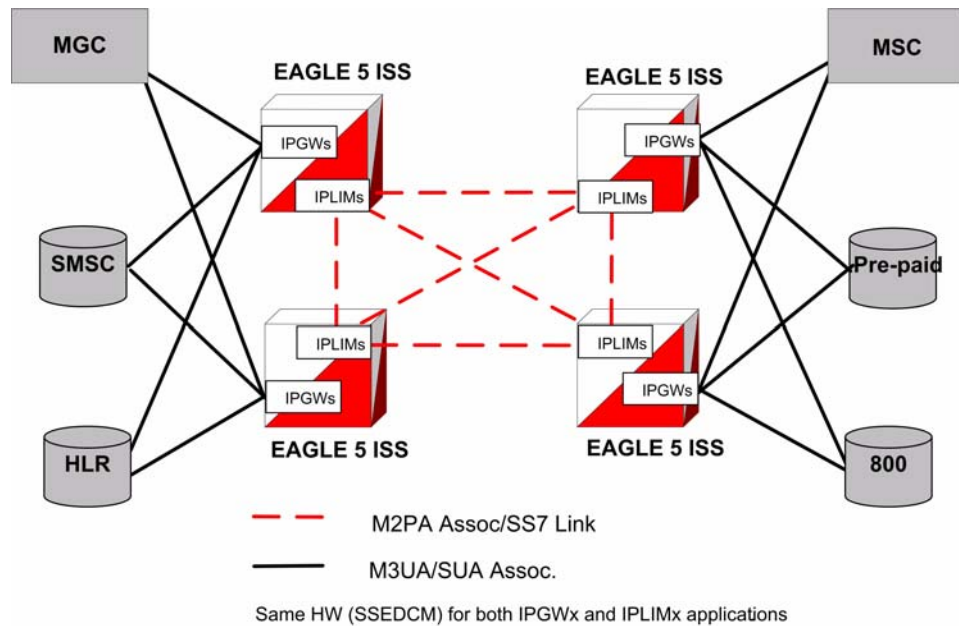 MGC
MSC
EAGLE 5 ISS
EAGLE 5 ISS
IPGWs
IPGWs
IPLIMs
IPLIMs
SMSC
Pre-paid
IPLIMs
IPLIMs
IPGWs
IPGWs
EAGLE 5 ISS
EAGLE 5 ISS
HLR
800
M2PA Assoc/SS7 Link
M3UA/SUA Assoc.
Same HW (SSEDCM) for both IPGWx and IPLIMx applications